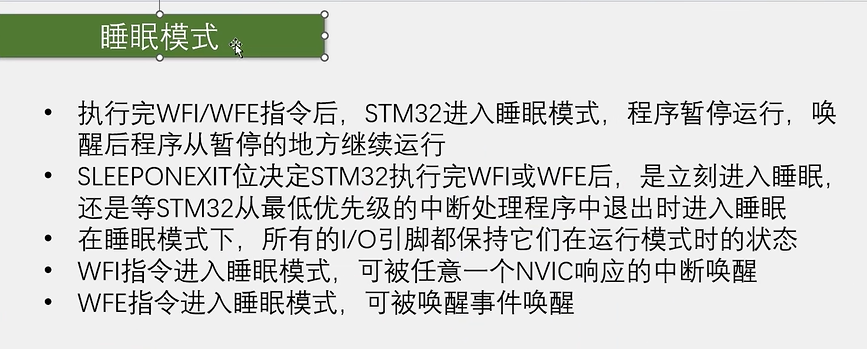 睡眠模式
• 执行完WFI/WFE指令后，STM32进入睡眠模式，程序暂停运行，唤
醒后程序从暂停的地方继续运行
• SLEEPONEXIT位决定STM32执行完WFI或WFE后，是立刻进入睡眠，
还是等STM32从最低优先级的中断处理程序中退出时进入睡眠
• 在睡眠模式下，所有的I/O引脚都保持它们在运行模式时的状态
• WFI指令进入睡眠模式，可被任意一个NVIC响应的中断唤醒
• WFE指令进入睡眠模式，可被唤醒事件唤醒